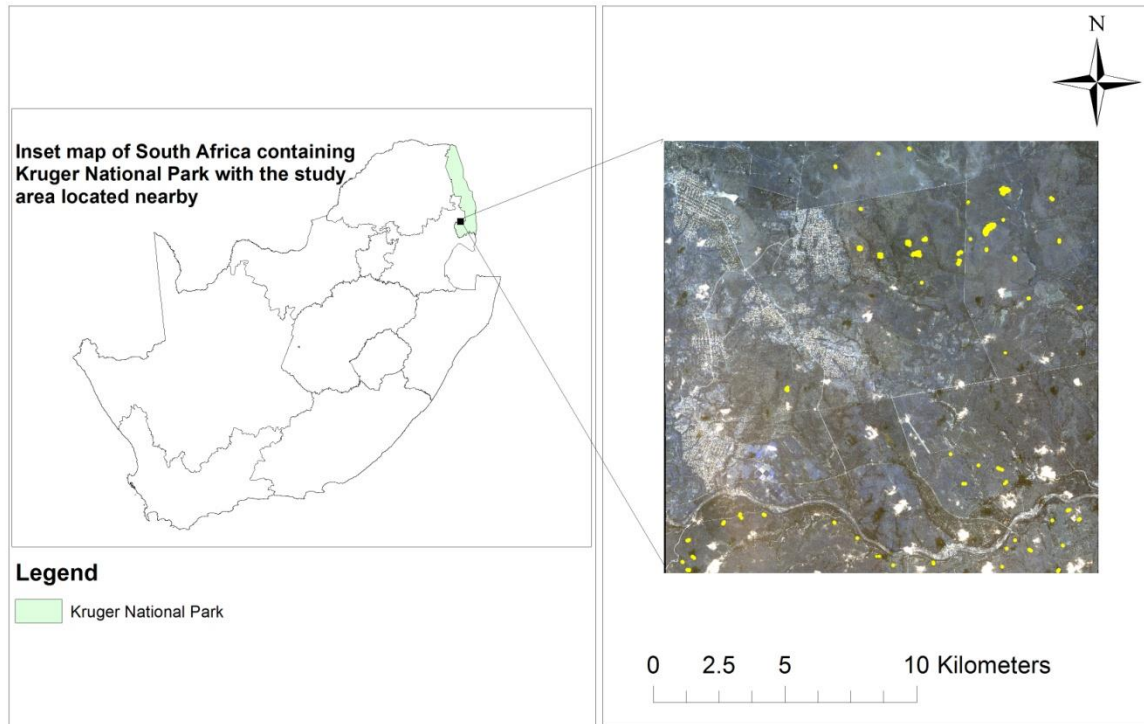 Inset map of South Africa containing
Kruger National Park with the study
area located nearby
Legend
Kruger National Park
N
0 2.5 5 10 Kilometers